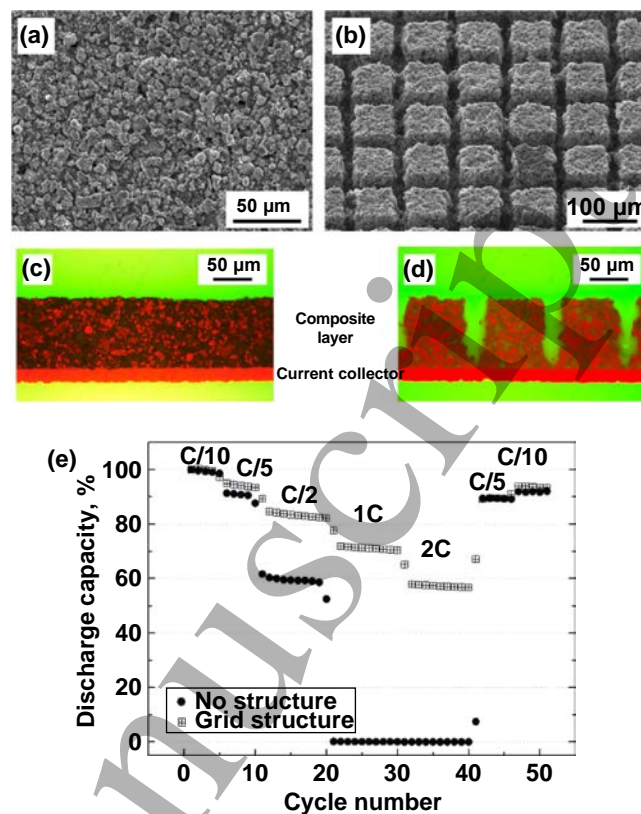 (a)
50 µm
(b)
100 µm
(c)
50 µm
(d)
50 µm
Composite
layer
Current collector
(e)
Discharge capacity, %
100
80
60
40
20
0
C/10
C/5
C/2
1C
2C
C/5
C/10
No structure
Grid structure
0
10
20
30
40
50
Cycle number